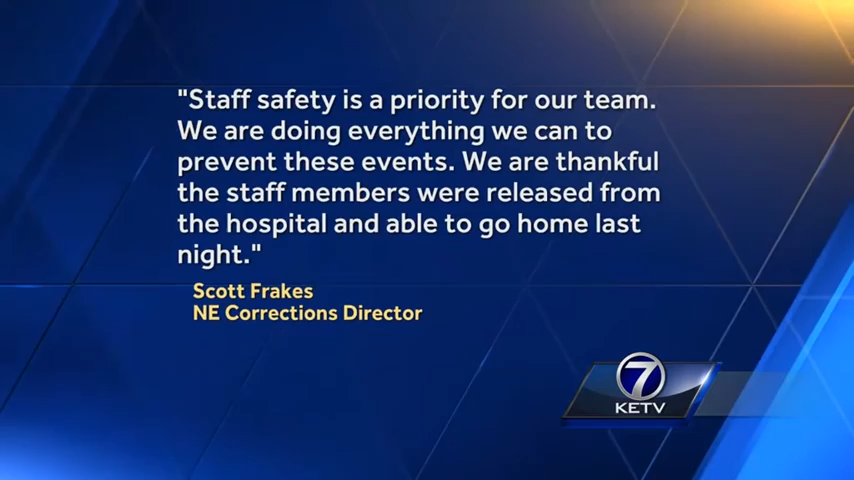 "Staff safety is a priority for our team.
We are doing everything we can to
prevent these events. We are thankful
the staff members were released from
the hospital and able to go home last
night."
Scott Frakes
NE Corrections Director
7
KETV